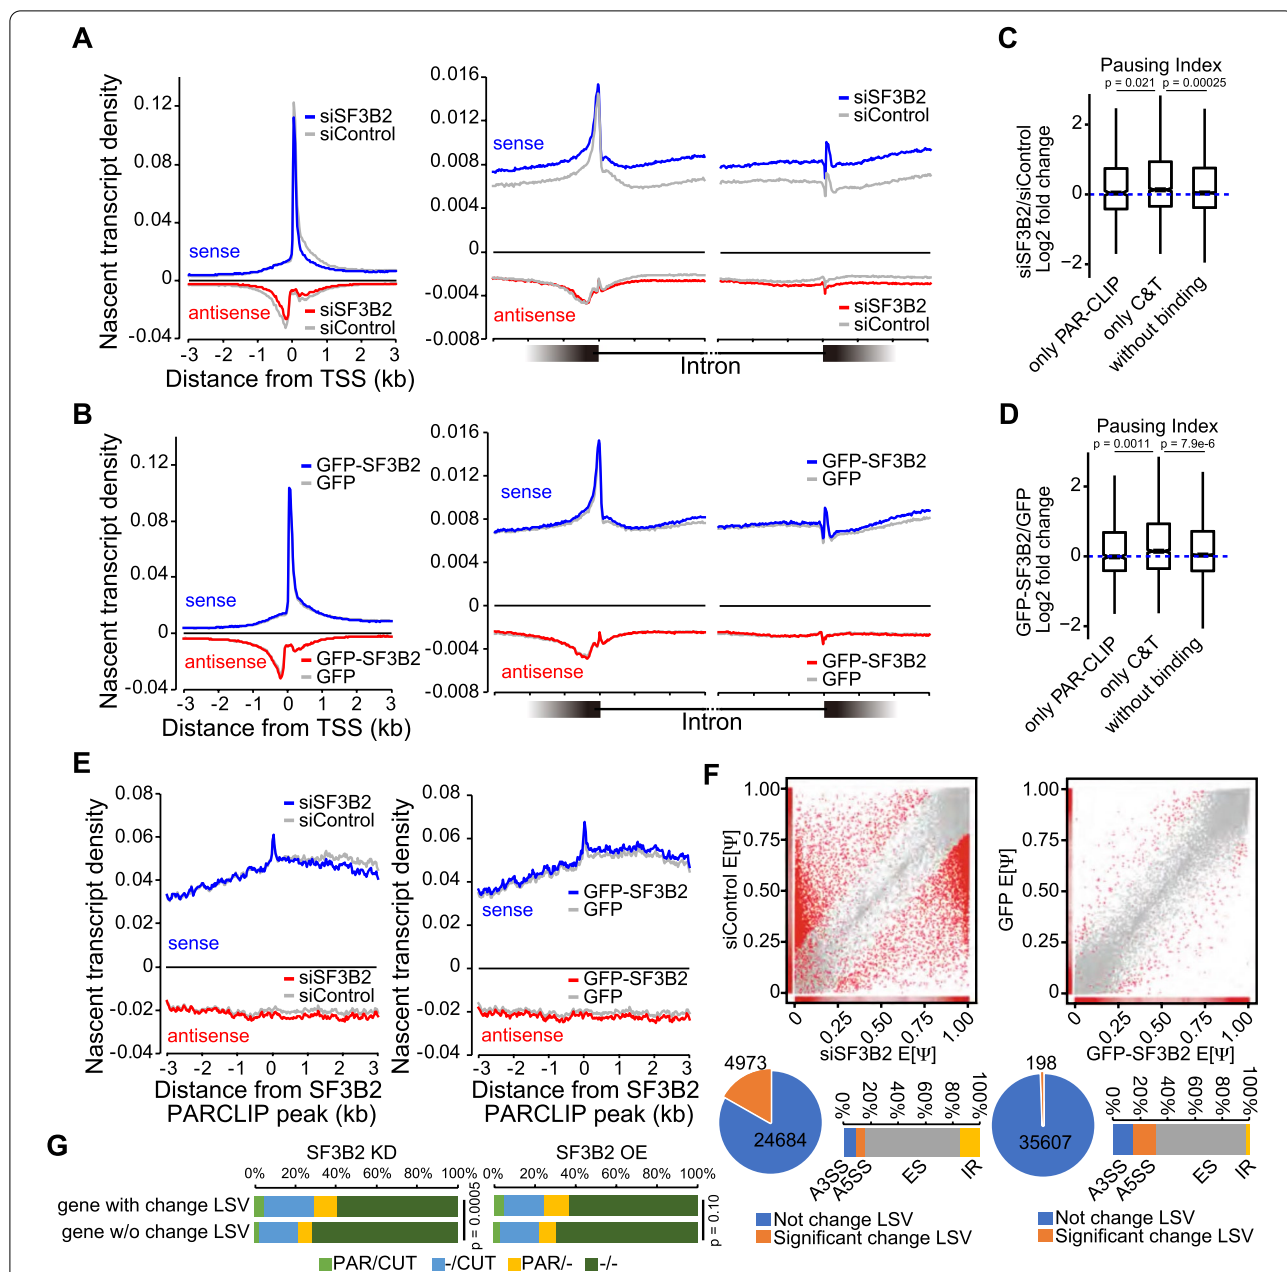 A
Nascent transcript density
0.12
0.08
0.04
0
-0.04
siSF3B2
siControl
sense
antisense
siSF3B2
siControl
-3 -2 -1 0 1 2 3
Distance from TSS (kb)
0.016
0.012
0.008
0.004
0
-0.004
-0.008
sense
siSF3B2
siControl
antisense
siSF3B2
siControl
Intron
C
Pausing Index
p = 0.021 p = 0.00025
siSF3B2/siControl
Log2 fold change
2
0
−2
only PAR-CLIP
only C&T
without binding
B
Nascent transcript density
0.12
0.08
0.04
0
-0.04
GFP-SF3B2
GFP
sense
antisense
GFP-SF3B2
GFP
-3 -2 -1 0 1 2 3
Distance from TSS (kb)
0.016
0.012
0.008
0.004
0
-0.004
-0.008
sense
GFP-SF3B2
GFP
antisense
GFP-SF3B2
GFP
Intron
D
Pausing Index
p = 0.0011 p = 7.9e-6
GFP-SF3B2/GFP
Log2 fold change
2
0
−2
only PAR-CLIP
only C&T
without binding
E
Nascent transcript density
0.08
0.06
0.04
0.02
0
-0.02
-0.04
siSF3B2
siControl
sense
siSF3B2
siControl
antisense
-3 -2 -1 0 1 2 3
Distance from SF3B2
PARCLIP peak (kb)
Nascent transcript density
0.08
0.06
0.04
0.02
0
-0.02
-0.04
GFP-SF3B2
GFP
sense
GFP-SF3B2
GFP
antisense
-3 -2 -1 0 1 2 3
Distance from SF3B2
PARCLIP peak (kb)
F
siControl E[Ψ]
1.00
0.75
0.50
0.25
0
0 0.25 0.50 0.75 1.00
siSF3B2 E[Ψ]
GFP E[Ψ]
1.00
0.75
0.50
0.25
0
0 0.25 0.50 0.75 1.00
GFP-SF3B2 E[Ψ]
4973
24684
0% 20% 40% 60% 80% 100%
A3SS A5SS ES IR
Not change LSV
Significant change LSV
198
35607
0% 20% 40% 60% 80% 100%
A3SS A5SS ES IR
Not change LSV
Significant change LSV
G
SF3B2 KD
0% 20% 40% 60% 80% 100%
gene with change LSV
gene w/o change LSV
p = 0.0005
SF3B2 OE
0% 20% 40% 60% 80% 100%
p = 0.10
PAR/CUT -/CUT PAR/- -/-